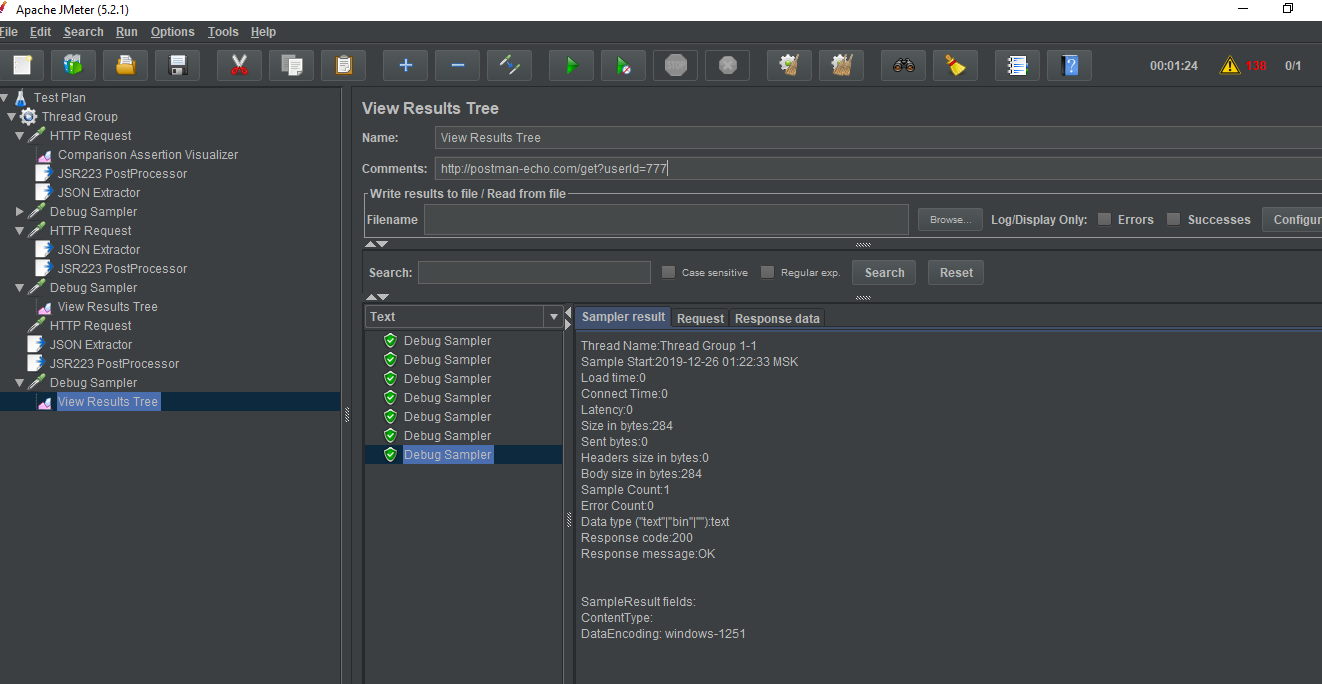 Apache JMeter (5.2.1)
File Edit Search Run Options Tools Help
STOP
00:01:24 138 0/1
Test Plan
Thread Group
HTTP Request
Comparison Assertion Visualizer
JSR223 PostProcessor
JSON Extractor
Debug Sampler
HTTP Request
JSON Extractor
JSR223 PostProcessor
Debug Sampler
View Results Tree
HTTP Request
JSON Extractor
JSR223 PostProcessor
Debug Sampler
View Results Tree
View Results Tree
Name: View Results Tree
Comments: http://postman-echo.com/get?userId=777
Write results to file / Read from file
Filename Browse... Log/Display Only: Errors Successes Configur
Search: Case sensitive Regular exp. Search Reset
Text
Debug Sampler
Debug Sampler
Debug Sampler
Debug Sampler
Debug Sampler
Debug Sampler
Debug Sampler
Sampler result Request Response data
Thread Name:Thread Group 1-1
Sample Start:2019-12-26 01:22:33 MSK
Load time:0
Connect Time:0
Latency:0
Size in bytes:284
Sent bytes:0
Headers size in bytes:0
Body size in bytes:284
Sample Count:1
Error Count:0
Data type ("text"|"bin"|""):text
Response code:200
Response message:OK
SampleResult fields:
ContentType:
DataEncoding: windows-1251